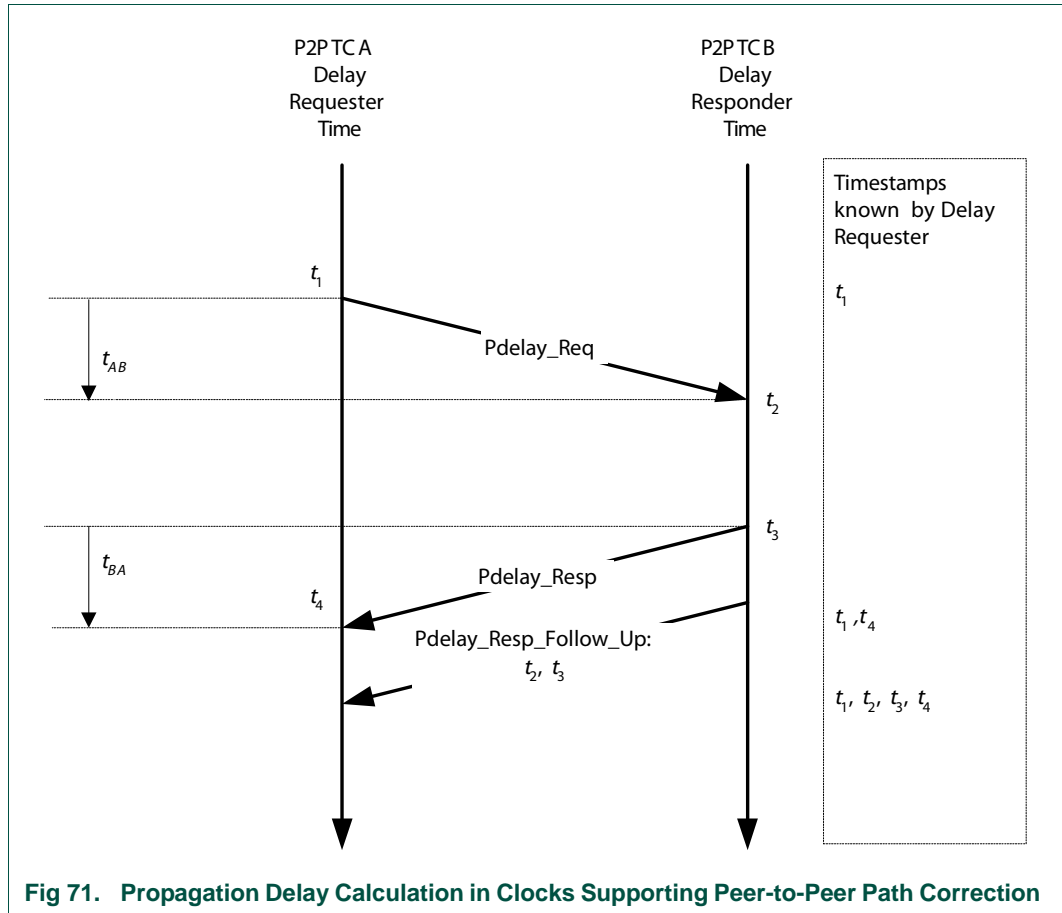 P2P TC A
Delay
Requester
Time
P2P TC B
Delay
Responder
Time
Timestamps
known by Delay
Requester
t1
t1
tAB
Pdelay_Req
t2
t3
tBA
Pdelay_Resp
t4
t1 ,t4
Pdelay_Resp_Follow_Up:
t2, t3
t1, t2, t3, t4
Fig 71. Propagation Delay Calculation in Clocks Supporting Peer-to-Peer Path Correction